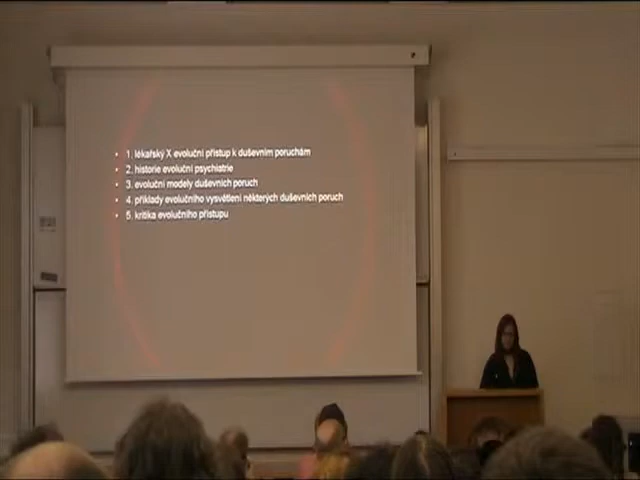 • 1. lékařský X evoluční přístup k duševním poruchám
• 2. historie evoluční psychiatrie
• 3. evoluční modely duševních poruch
• 4. příklady evolučního vysvětlení některých duševních poruch
• 5. kritika evolučního přístupu